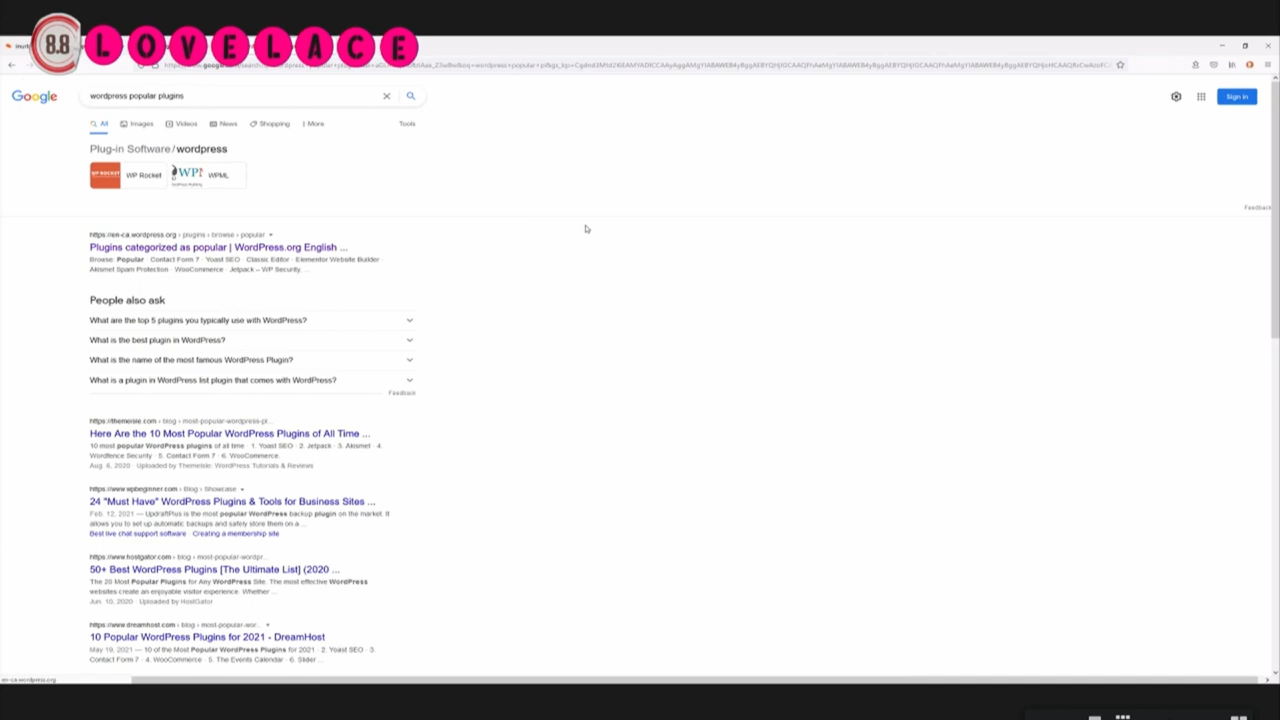 8.8 LOVELACE
Google
wordpress popular plugins
Sign in
All Images Videos News Shopping More Tools
Plug-in Software/wordpress
WP ROCKET WP Rocket WPML
Feedback
https://en-ca.wordpress.org › plugins › browse › popular
Plugins categorized as popular | WordPress.org English ...
Browse: Popular · Contact Form 7 · Yoast SEO · Classic Editor · Elementor Website Builder ·
Akismet Spam Protection · WooCommerce · Jetpack – WP Security, ...
People also ask
What are the top 5 plugins you typically use with WordPress?
What is the best plugin in WordPress?
What is the name of the most famous WordPress Plugin?
What is a plugin in WordPress list plugin that comes with WordPress?
Feedback
https://themeisle.com › blog › most-popular-wordpress-pl...
Here Are the 10 Most Popular WordPress Plugins of All Time ...
10 most popular WordPress plugins of all time · 1. Yoast SEO · 2. Jetpack · 3. Akismet · 4.
Wordfence Security · 5. Contact Form 7 · 6. WooCommerce.
Aug. 6, 2020 · Uploaded by Themeisle: WordPress Tutorials & Reviews
https://www.wpbeginner.com › Blog › Showcase
24 "Must Have" WordPress Plugins & Tools for Business Sites ...
Feb. 12, 2021 — UpdraftPlus is the most popular WordPress backup plugin on the market. It
allows you to set up automatic backups and safely store them on a ...
Best live chat support software · Creating a membership site
https://www.hostgator.com › blog › most-popular-wordpr...
50+ Best WordPress Plugins [The Ultimate List] (2020 ...
The 20 Most Popular Plugins for Any WordPress Site. The most effective WordPress
websites create an enjoyable visitor experience. Whether ...
Jun. 10, 2020 · Uploaded by HostGator
https://www.dreamhost.com › blog › most-popular-wor...
10 Popular WordPress Plugins for 2021 - DreamHost
May 19, 2021 — 10 of the Most Popular WordPress Plugins for 2021 · 2. Yoast SEO · 3.
Contact Form 7 · 4. WooCommerce · 5. The Events Calendar · 6. Slider ...
en-ca.wordpress.org